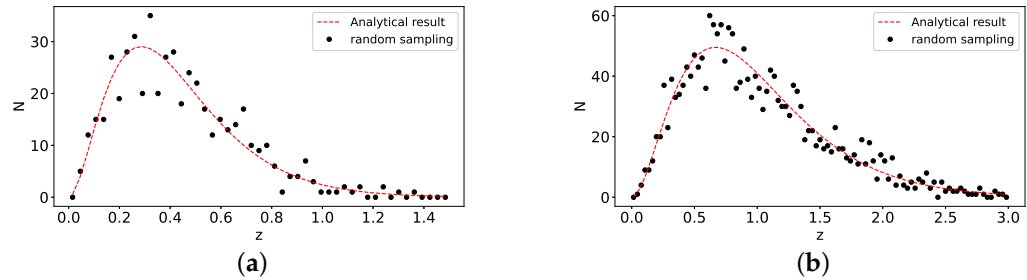 Analytical result
random sampling
30
20
10
0
N
0.0 0.2 0.4 0.6 0.8 1.0 1.2 1.4
z
(a)
Analytical result
random sampling
60
40
20
0
N
0.0 0.5 1.0 1.5 2.0 2.5 3.0
z
(b)